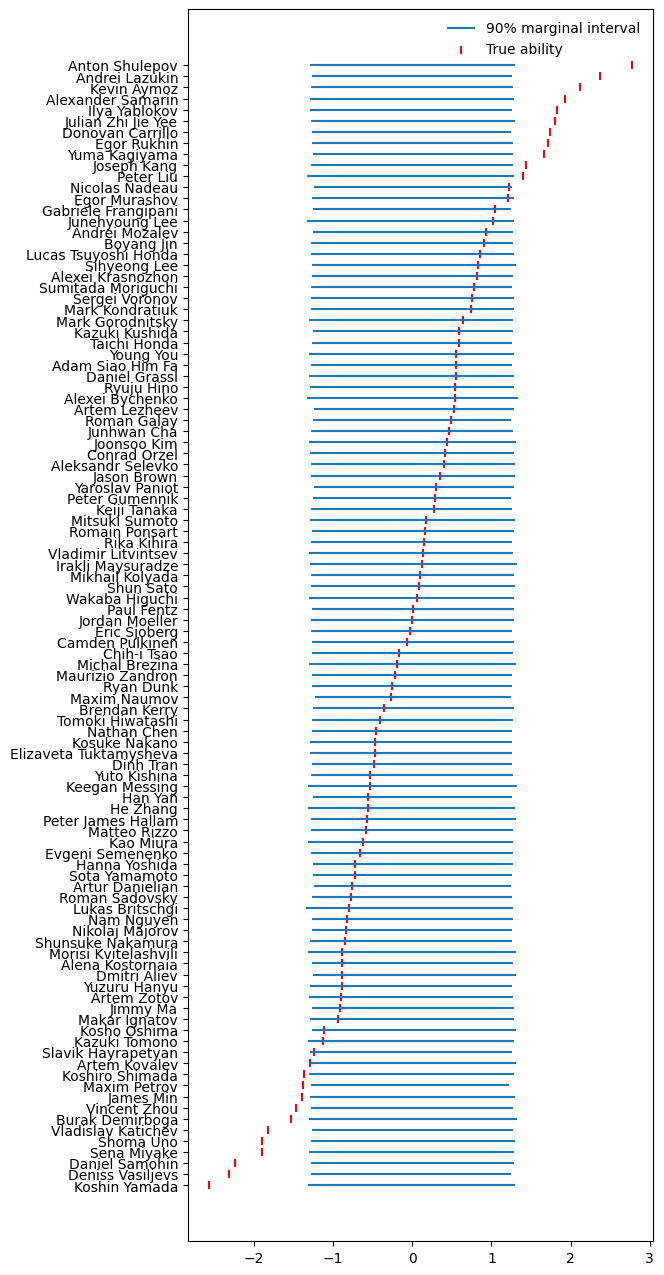 90% marginal interval
True ability
Anton Shulepov
Andrei Lazukin
Kevin Aymoz
Alexander Samarin
Ilya Yablokov
Julian Zhi Jie Yee
Donovan Carrillo
Egor Rukhin
Yuma Kagiyama
Joseph Kang
Peter Liu
Nicolas Nadeau
Egor Murashov
Gabriele Frangipani
Junehyoung Lee
Andrei Mozalev
Boyang Jin
Lucas Tsuyoshi Honda
Sihyeong Lee
Alexei Krasnozhon
Sumitada Moriguchi
Sergei Voronov
Mark Kondratiuk
Mark Gorodnitsky
Kazuki Kushida
Taichi Honda
Young You
Adam Siao Him Fa
Daniel Grassl
Ryuju Hino
Alexei Bychenko
Artem Lezheev
Roman Galay
Junhwan Cha
Joonsoo Kim
Conrad Orzel
Aleksandr Selevko
Jason Brown
Yaroslav Paniot
Peter Gumennik
Keiji Tanaka
Mitsuki Sumoto
Romain Ponsart
Rika Kihira
Vladimir Litvintsev
Irakli Maysuradze
Mikhail Kolyada
Shun Sato
Wakaba Higuchi
Paul Fentz
Jordan Moeller
Eric Sjoberg
Camden Pulkinen
Chih-i Tsao
Michal Brezina
Maurizio Zandron
Ryan Dunk
Maxim Naumov
Brendan Kerry
Tomoki Hiwatashi
Nathan Chen
Kosuke Nakano
Elizaveta Tuktamysheva
Dinh Tran
Yuto Kishina
Keegan Messing
Han Yan
He Zhang
Peter James Hallam
Matteo Rizzo
Kao Miura
Evgeni Semenenko
Hanna Yoshida
Sota Yamamoto
Artur Danielian
Roman Sadovsky
Lukas Britschgi
Nam Nguyen
Nikolaj Majorov
Shunsuke Nakamura
Morisi Kvitelashvili
Alena Kostornaia
Dmitri Aliev
Yuzuru Hanyu
Artem Zotov
Jimmy Ma
Makar Ignatov
Kosho Oshima
Kazuki Tomono
Slavik Hayrapetyan
Artem Kovalev
Koshiro Shimada
Maxim Petrov
James Min
Vincent Zhou
Burak Demirboga
Vladislav Katichev
Shoma Uno
Sena Miyake
Daniel Samohin
Deniss Vasiljevs
Koshin Yamada
−2 −1 0 1 2 3